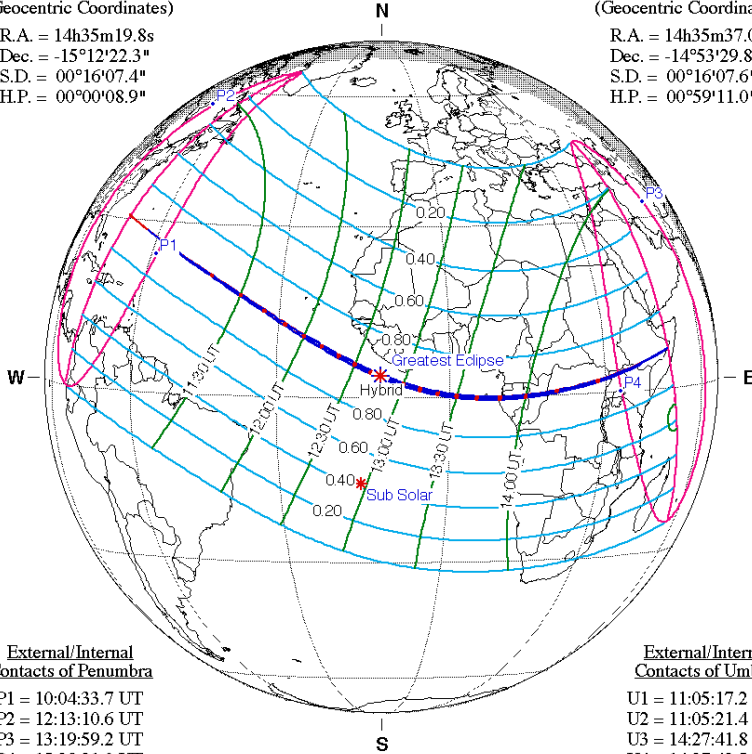 Geocentric Coordinates)
(Geocentric Coordina
N
R.A. = 14h35m19.8s
Dec. = -15°12'22.3"
S.D. = 00°16'07.4"
H.P. = 00°00'08.9"
R.A. = 14h35m37.0
Dec. = -14°53'29.8
S.D. = 00°16'07.6"
H.P. = 00°59'11.0"
P2
P3
P1
0.20
0.40
0.60
0.80
Greatest Eclipse
Hybrid
W
E
P4
11:30 UT
12:00 UT
12:30 UT
13:00 UT
13:30 UT
14:00 UT
0.80
0.60
0.40
0.20
Sub Solar
External/Internal
Contacts of Penumbra
P1 = 10:04:33.7 UT
P2 = 12:13:10.6 UT
P3 = 13:19:59.2 UT
External/Intern
Contacts of Um
U1 = 11:05:17.2
U2 = 11:05:21.4
U3 = 14:27:41.8
S